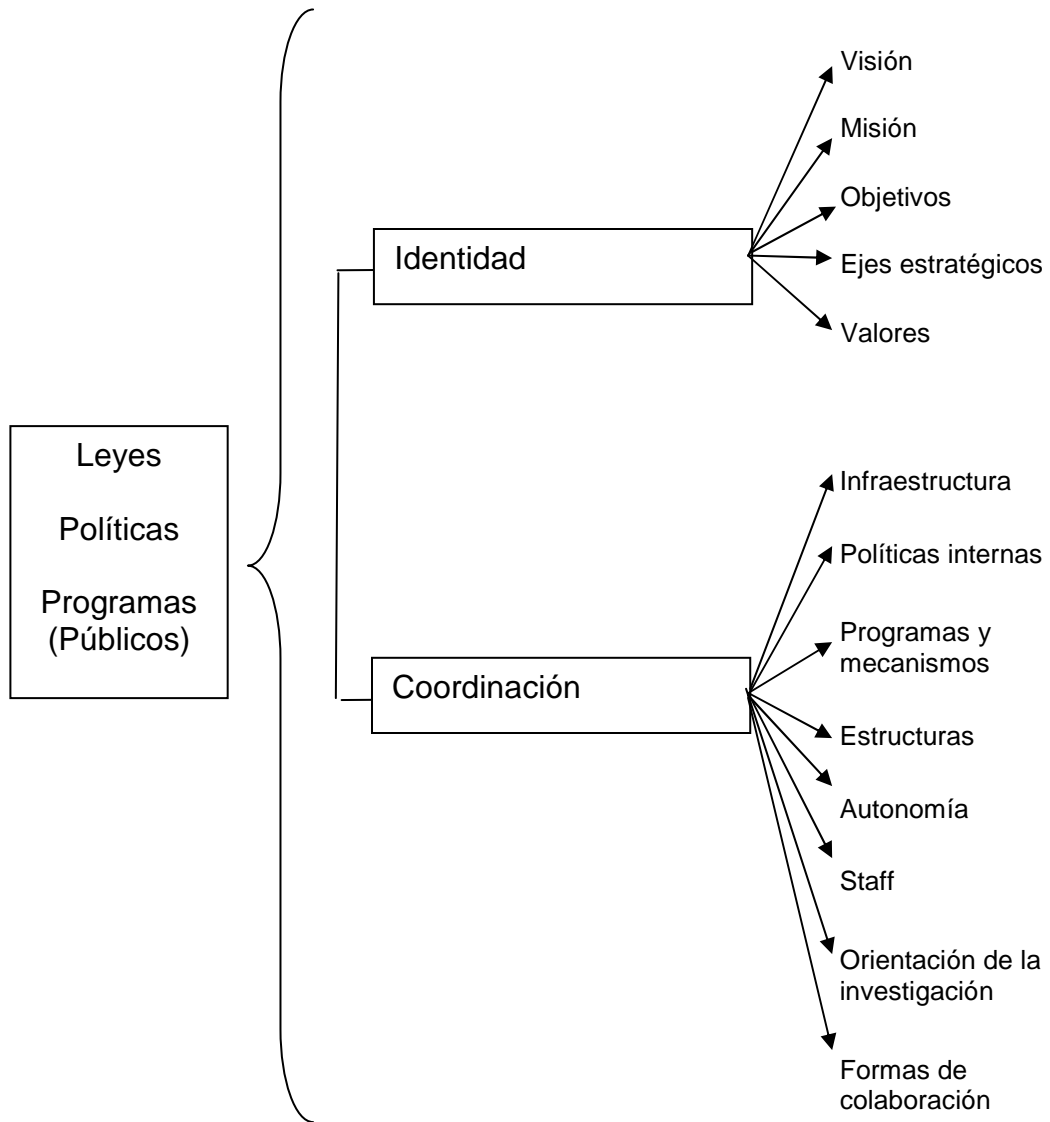 Leyes
Políticas
Programas
(Públicos)
Identidad
Visión
Misión
Objetivos
Ejes estratégicos
Valores
Coordinación
Infraestructura
Políticas internas
Programas y
mecanismos
Estructuras
Autonomía
Staff
Orientación de la
investigación
Formas de
colaboración